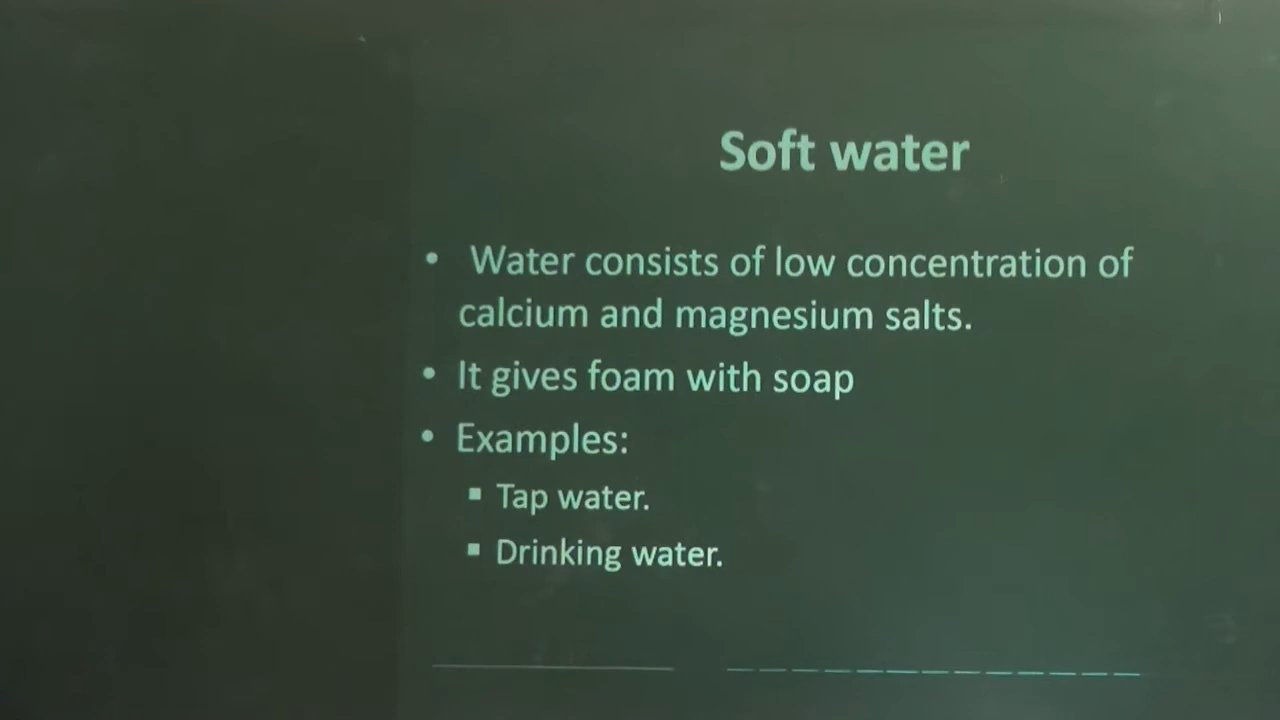 Soft water
• Water consists of low concentration of
calcium and magnesium salts.
• It gives foam with soap
• Examples:
▪ Tap water.
▪ Drinking water.